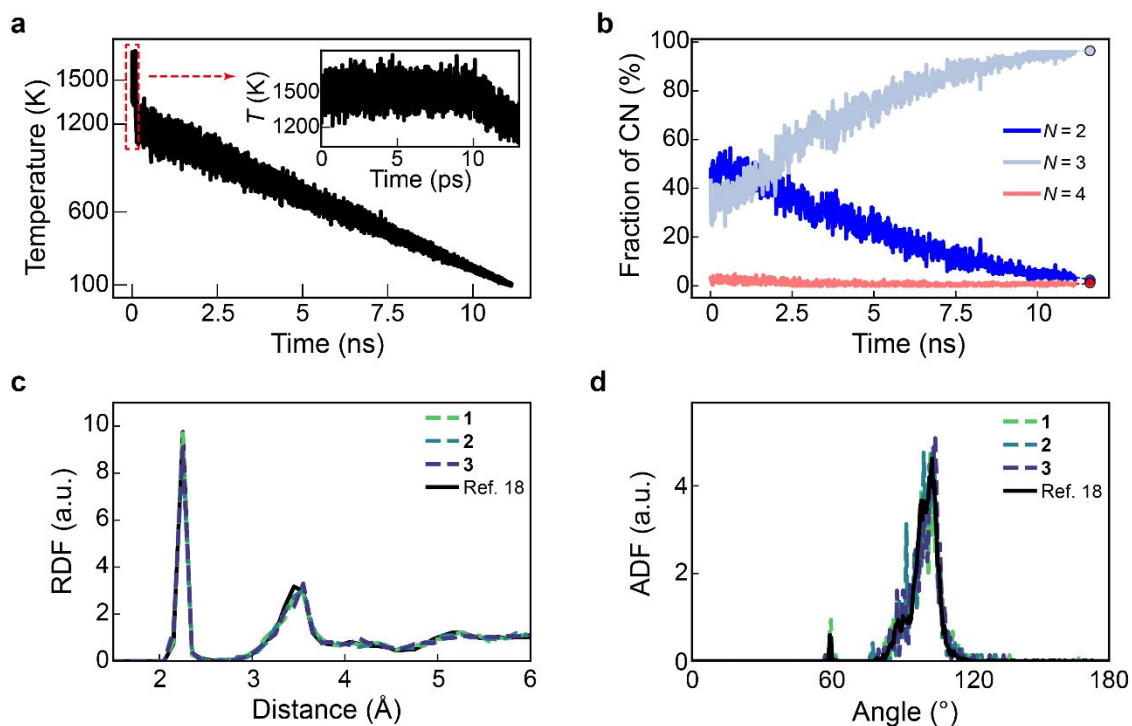 a
1500
1200
600
100
Temperature (K)
0
2.5
5
7.5
10
Time (ns)
1500
1200
T (K)
0
5
10
Time (ps)
b
100
80
60
40
20
0
Fraction of CN (%)
N = 2
N = 3
N = 4
0
2.5
5
7.5
10
Time (ns)
c
10
8
6
4
2
0
RDF (a.u.)
1
2
3
Ref. 18
2
3
4
5
6
Distance (Å)
d
4
2
0
ADF (a.u.)
1
2
3
Ref. 18
0
60
120
180
Angle (°)